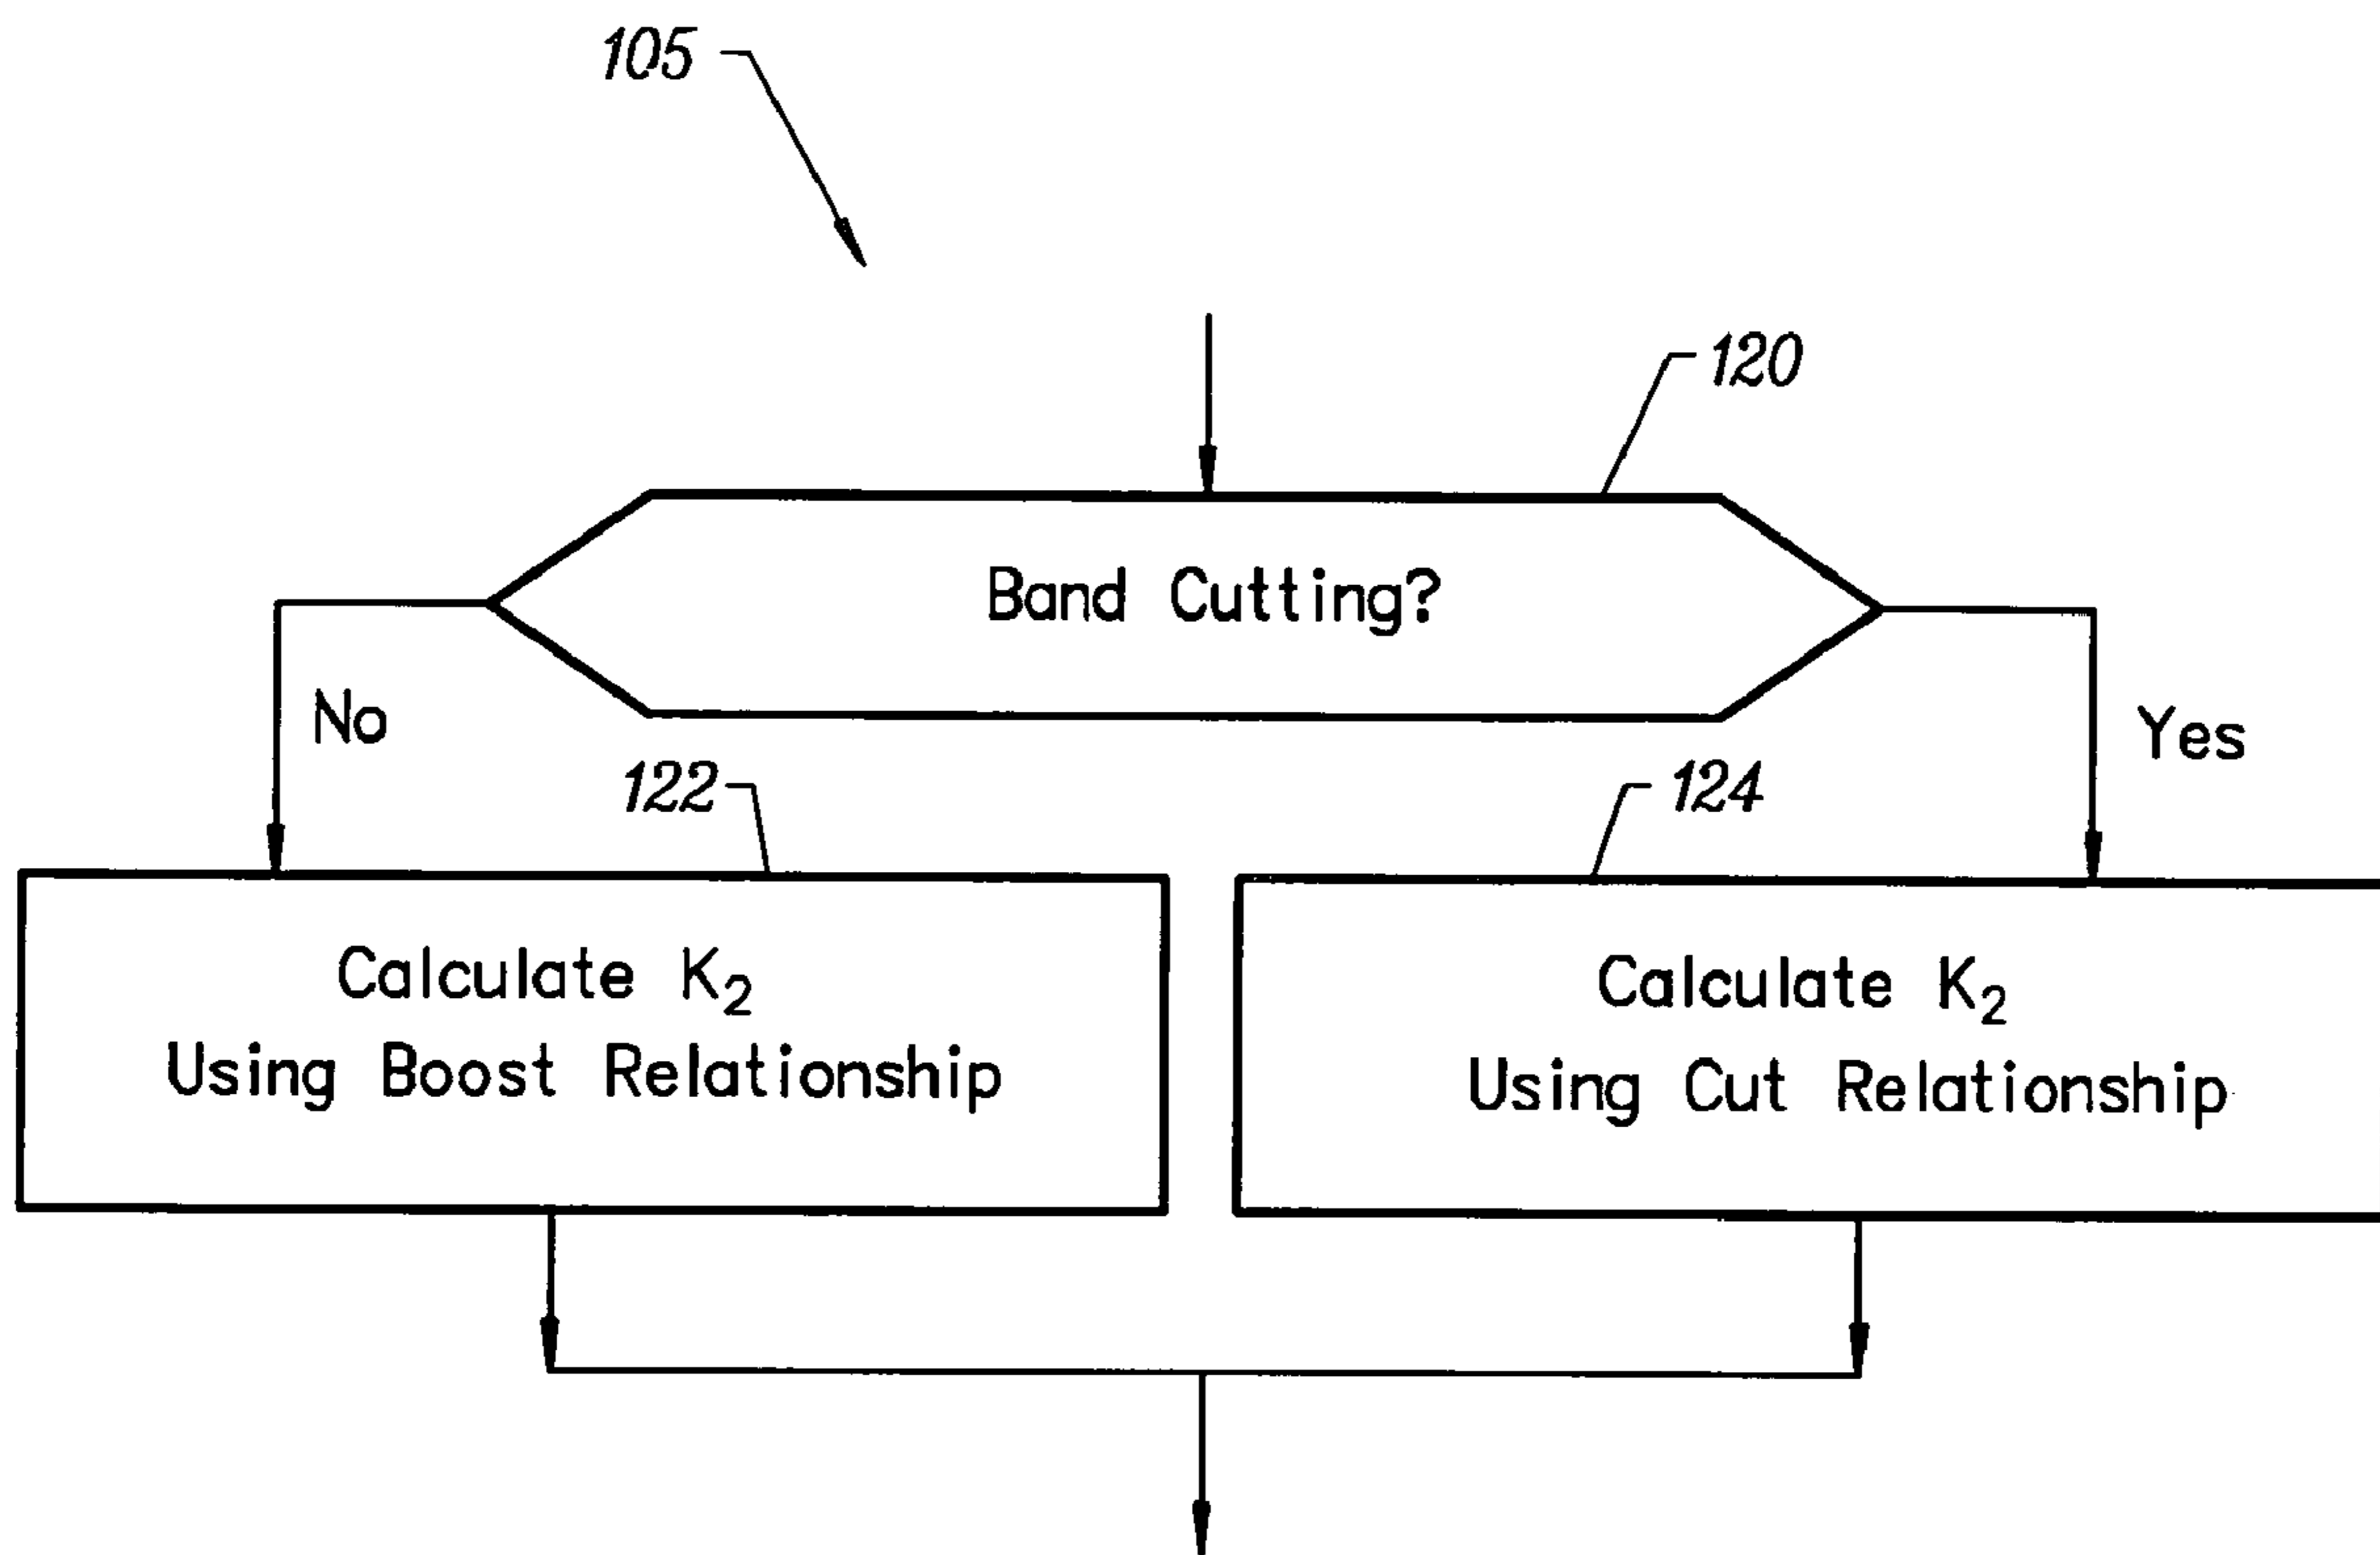 105
120
Band Cutting?
No
Yes
122
124
Calculate K₂
Using Boost Relationship
Calculate K₂
Using Cut Relationship